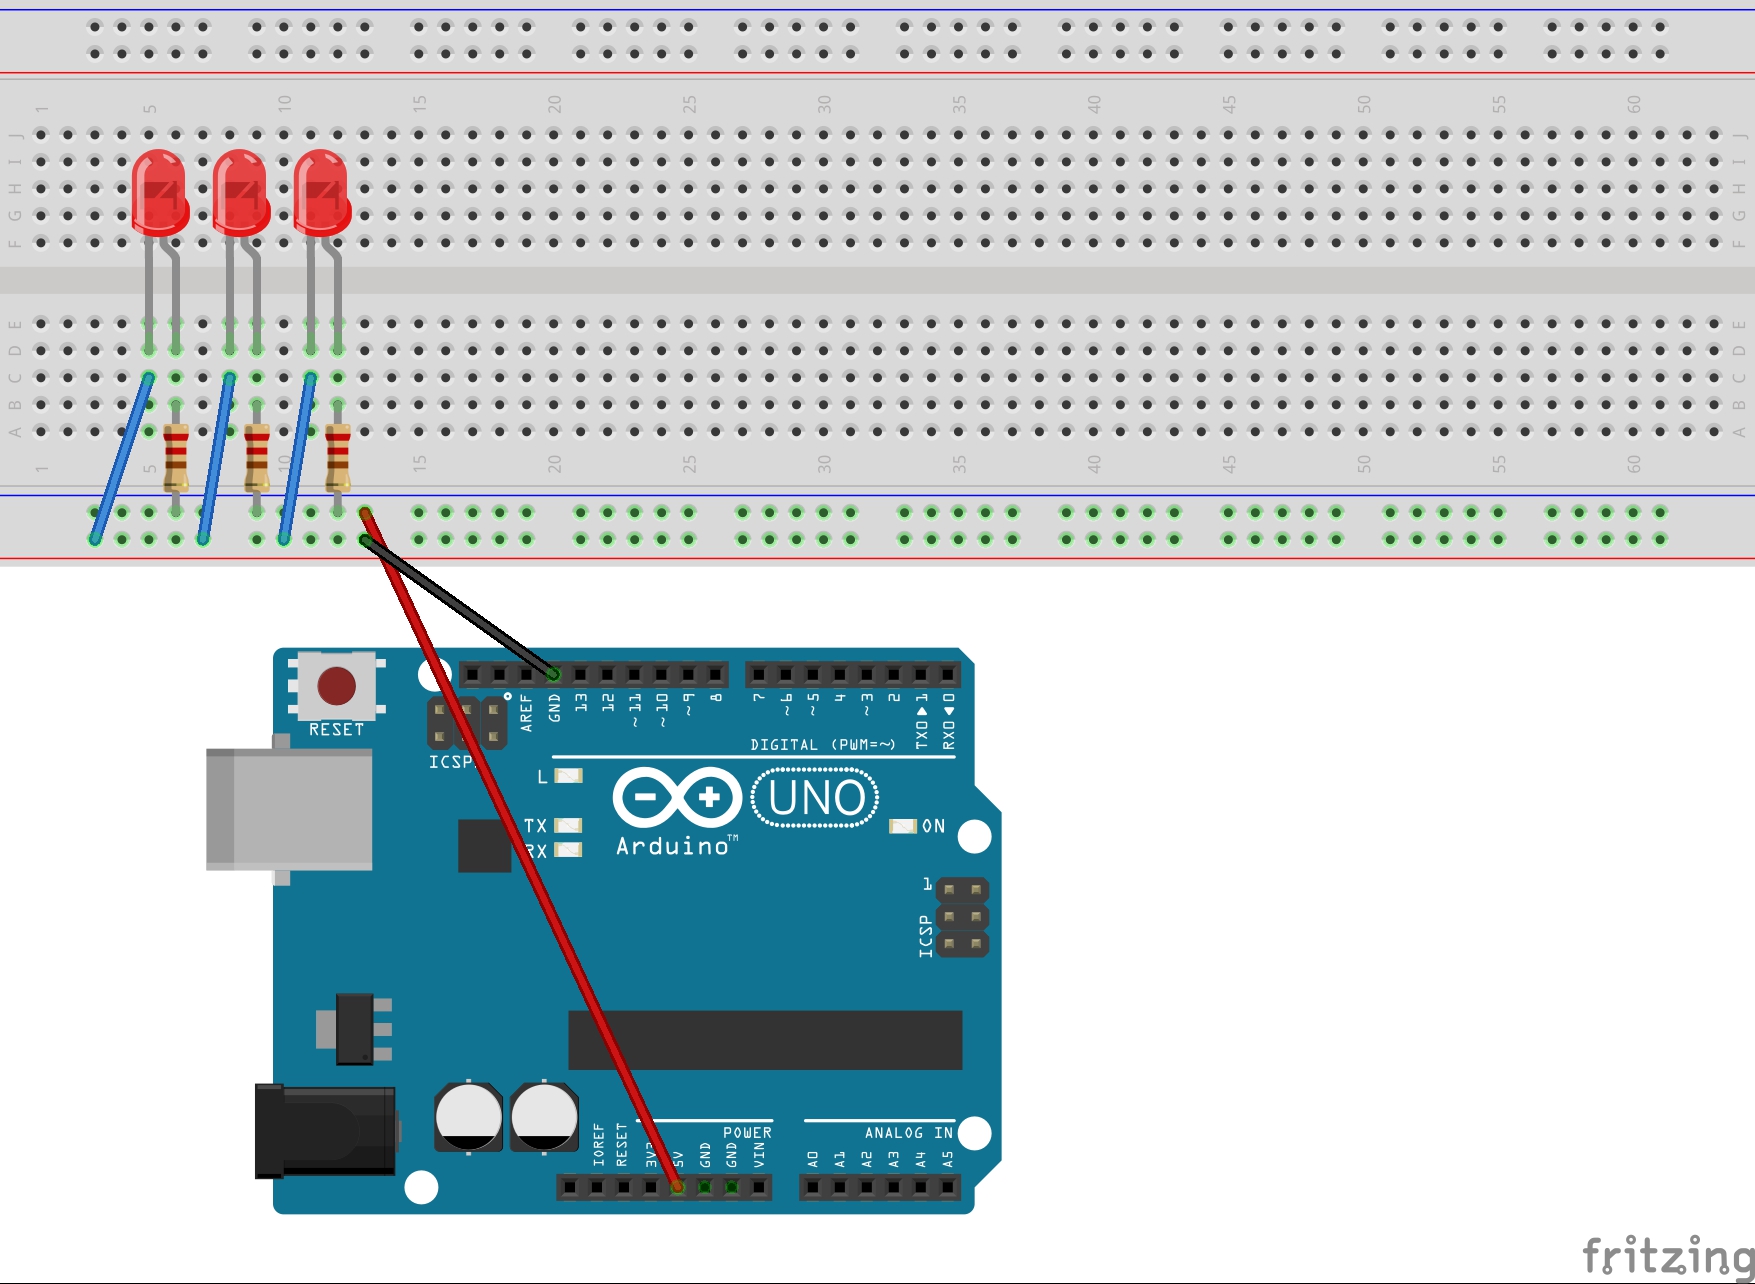 1 5 10 15 20 25 30 35 40 45 50 55 60
J J
I I
H H
G G
F F
E E
D D
C C
B B
A A
1 5 10 15 20 25 30 35 40 45 50 55 60
RESET
AREF GND 13 12 ~11 ~10 ~9 8 7 ~6 ~5 4 ~3 2 TX0▶1 RX0◀0
DIGITAL (PWM=~)
ICSP
L
TX
RX
UNO
ON
Arduino™
1
ICSP
POWER
ANALOG IN
IOREF RESET 3V3 5V GND GND VIN A0 A1 A2 A3 A4 A5
fritzing